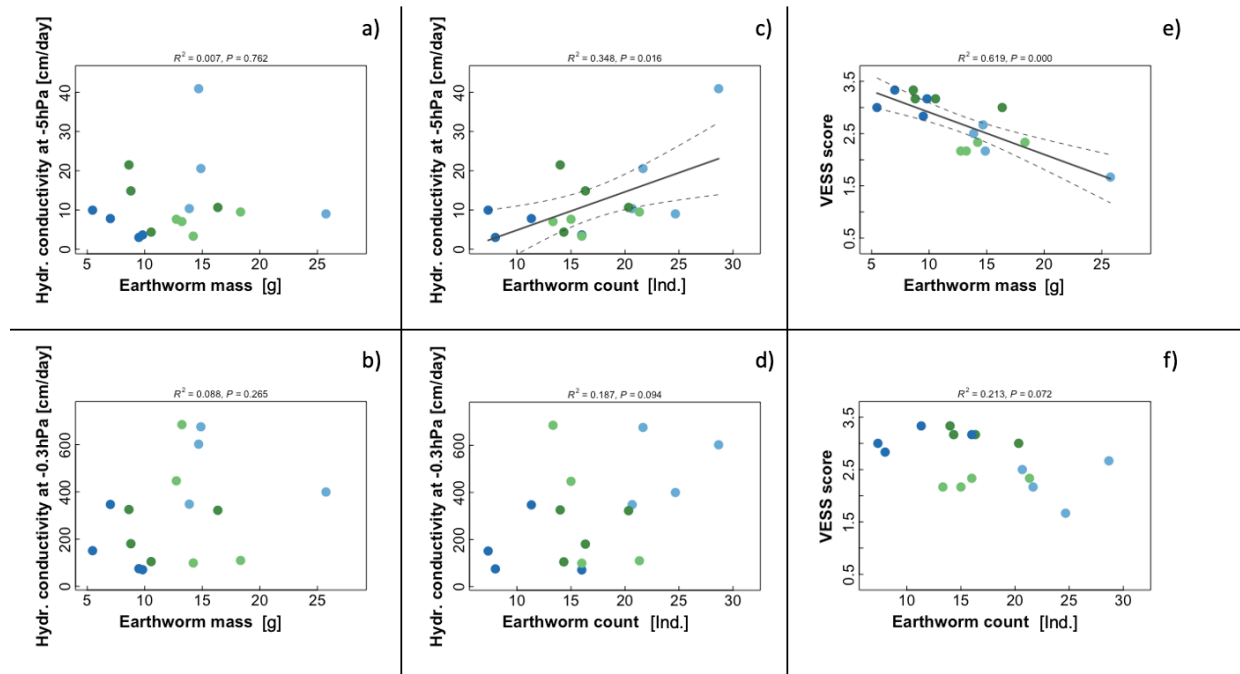 a)
R² = 0.007, P = 0.762
Hydr. conductivity at -5hPa [cm/day]
40
30
20
10
0
5 10 15 20 25
Earthworm mass [g]
c)
R² = 0.348, P = 0.016
Hydr. conductivity at -5hPa [cm/day]
40
30
20
10
0
10 15 20 25 30
Earthworm count [Ind.]
e)
R² = 0.619, P = 0.000
VESS score
3.5
2.5
1.5
0.5
5 10 15 20 25
Earthworm mass [g]
b)
R² = 0.088, P = 0.265
Hydr. conductivity at -0.3hPa [cm/day]
600
400
200
0
5 10 15 20 25
Earthworm mass [g]
d)
R² = 0.187, P = 0.094
Hydr. conductivity at -0.3hPa [cm/day]
600
400
200
0
10 15 20 25 30
Earthworm count [Ind.]
f)
R² = 0.213, P = 0.072
VESS score
3.5
2.5
1.5
0.5
10 15 20 25 30
Earthworm count [Ind.]